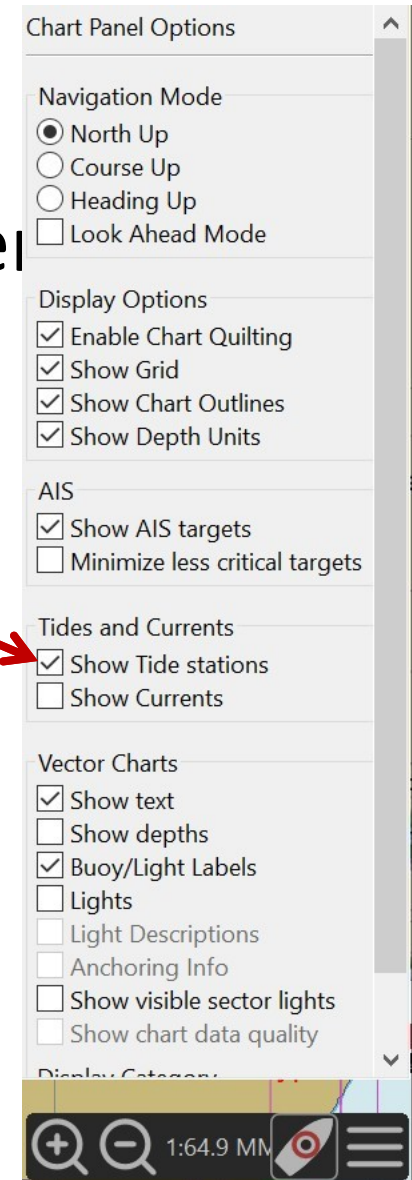 Chart Panel Options
Navigation Mode
North Up
Course Up
Heading Up
Look Ahead Mode
Display Options
Enable Chart Quilting
Show Grid
Show Chart Outlines
Show Depth Units
AIS
Show AIS targets
Minimize less critical targets
Tides and Currents
Show Tide stations
Show Currents
Vector Charts
Show text
Show depths
Buoy/Light Labels
Lights
Light Descriptions
Anchoring Info
Show visible sector lights
Show chart data quality
Display Category
1:64.9 MM